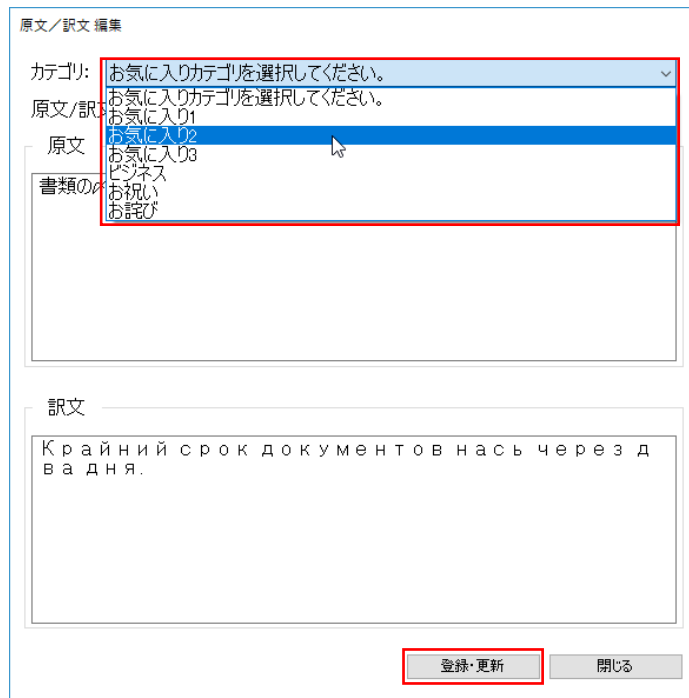 原文／訳文 編集
カテゴリ: お気に入りカテゴリを選択してください。
お気に入りカテゴリを選択してください。
原文/訳文
お気に入り1
お気に入り2
お気に入り3
ビジネス
お祝い
お詫び
原文
書類の〆
訳文
Крайний срок документов нась через д
ва дня.
登録・更新
閉じる